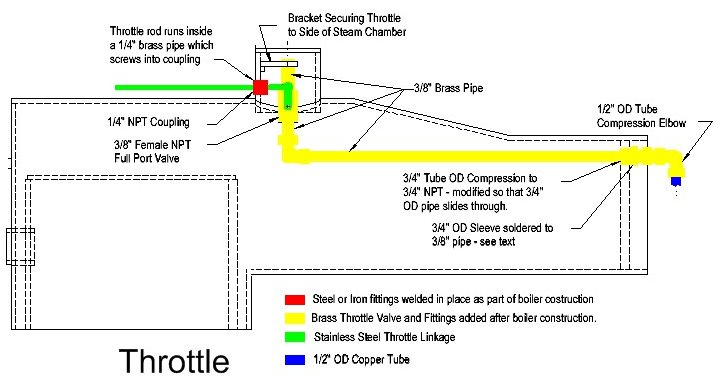 Bracket Securing Throttle
to Side of Steam Chamber
Throttle rod runs inside
a 1/4" brass pipe which
screws into coupling
3/8" Brass Pipe
1/2" OD Tube
Compression Elbow
1/4" NPT Coupling
3/8" Female NPT
Full Port Valve
3/4" Tube OD Compression to
3/4" NPT - modified so that 3/4"
OD pipe slides through.
3/4" OD Sleeve soldered to
3/8" pipe - see text
Steel or Iron fittings welded in place as part of boiler costruction
Brass Throttle Valve and Fittings added after boiler construction.
Stainless Steel Throttle Linkage
1/2" OD Copper Tube
Throttle